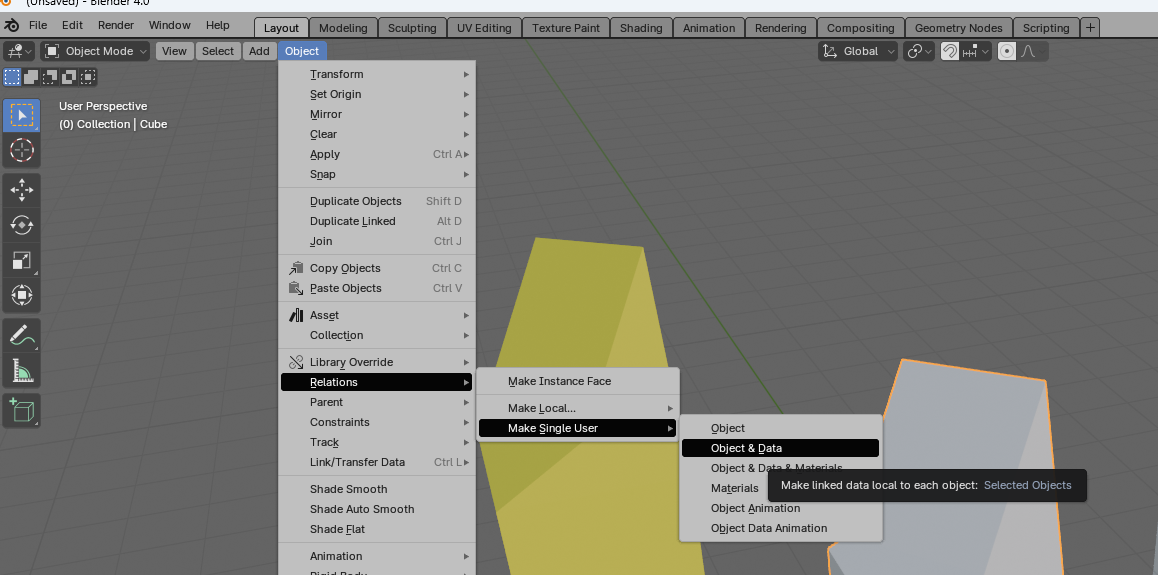 (Unsaved) - Blender 4.0
File Edit Render Window Help Layout Modeling Sculpting UV Editing Texture Paint Shading Animation Rendering Compositing Geometry Nodes Scripting +
Object Mode View Select Add Object Global
User Perspective
(0) Collection | Cube
Transform
Set Origin
Mirror
Clear
Apply Ctrl A
Snap
Duplicate Objects Shift D
Duplicate Linked Alt D
Join Ctrl J
Copy Objects Ctrl C
Paste Objects Ctrl V
Asset
Collection
Library Override
Relations
Parent
Constraints
Track
Link/Transfer Data Ctrl L
Shade Smooth
Shade Auto Smooth
Shade Flat
Animation
Rigid Body
Make Instance Face
Make Local...
Make Single User
Object
Object & Data
Object & Data & Materials
Materials
Object Animation
Object Data Animation
Make linked data local to each object: Selected Objects